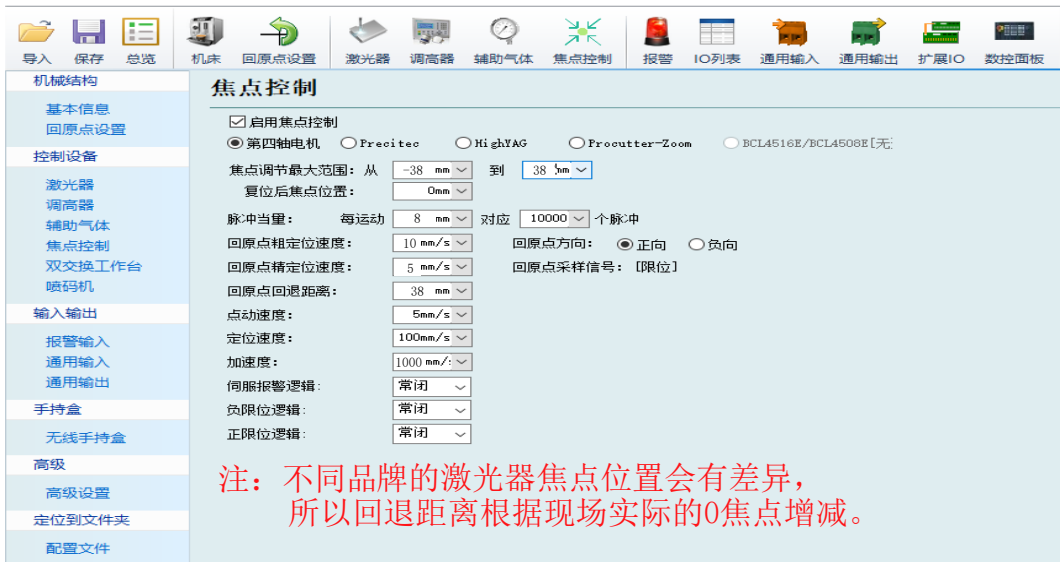 导入 保存 总览 机床 回原点设置 激光器 调高器 辅助气体 焦点控制 报警 IO列表 通用输入 通用输出 扩展IO 数控面板
机械结构
基本信息
回原点设置
控制设备
激光器
调高器
辅助气体
焦点控制
双交换工作台
喷码机
输入输出
报警输入
通用输入
通用输出
手持盒
无线手持盒
高级
高级设置
定位到文件夹
配置文件
焦点控制
启用焦点控制
第四轴电机 Precitec HighYAG Procutter-Zoom BCL4516E/BCL4508E[无
焦点调节最大范围: 从 -38 mm 到 38 mm
复位后焦点位置: 0mm
脉冲当量: 每运动 8 mm 对应 10000 个脉冲
回原点粗定位速度: 10 mm/s 回原点方向: 正向 负向
回原点精定位速度: 5 mm/s 回原点采样信号: [限位]
回原点回退距离: 38 mm
点动速度: 5mm/s
定位速度: 100mm/s
加速度: 1000 mm/
伺服报警逻辑: 常闭
负限位逻辑: 常闭
正限位逻辑: 常闭
注：不同品牌的激光器焦点位置会有差异，
所以回退距离根据现场实际的0焦点增减。